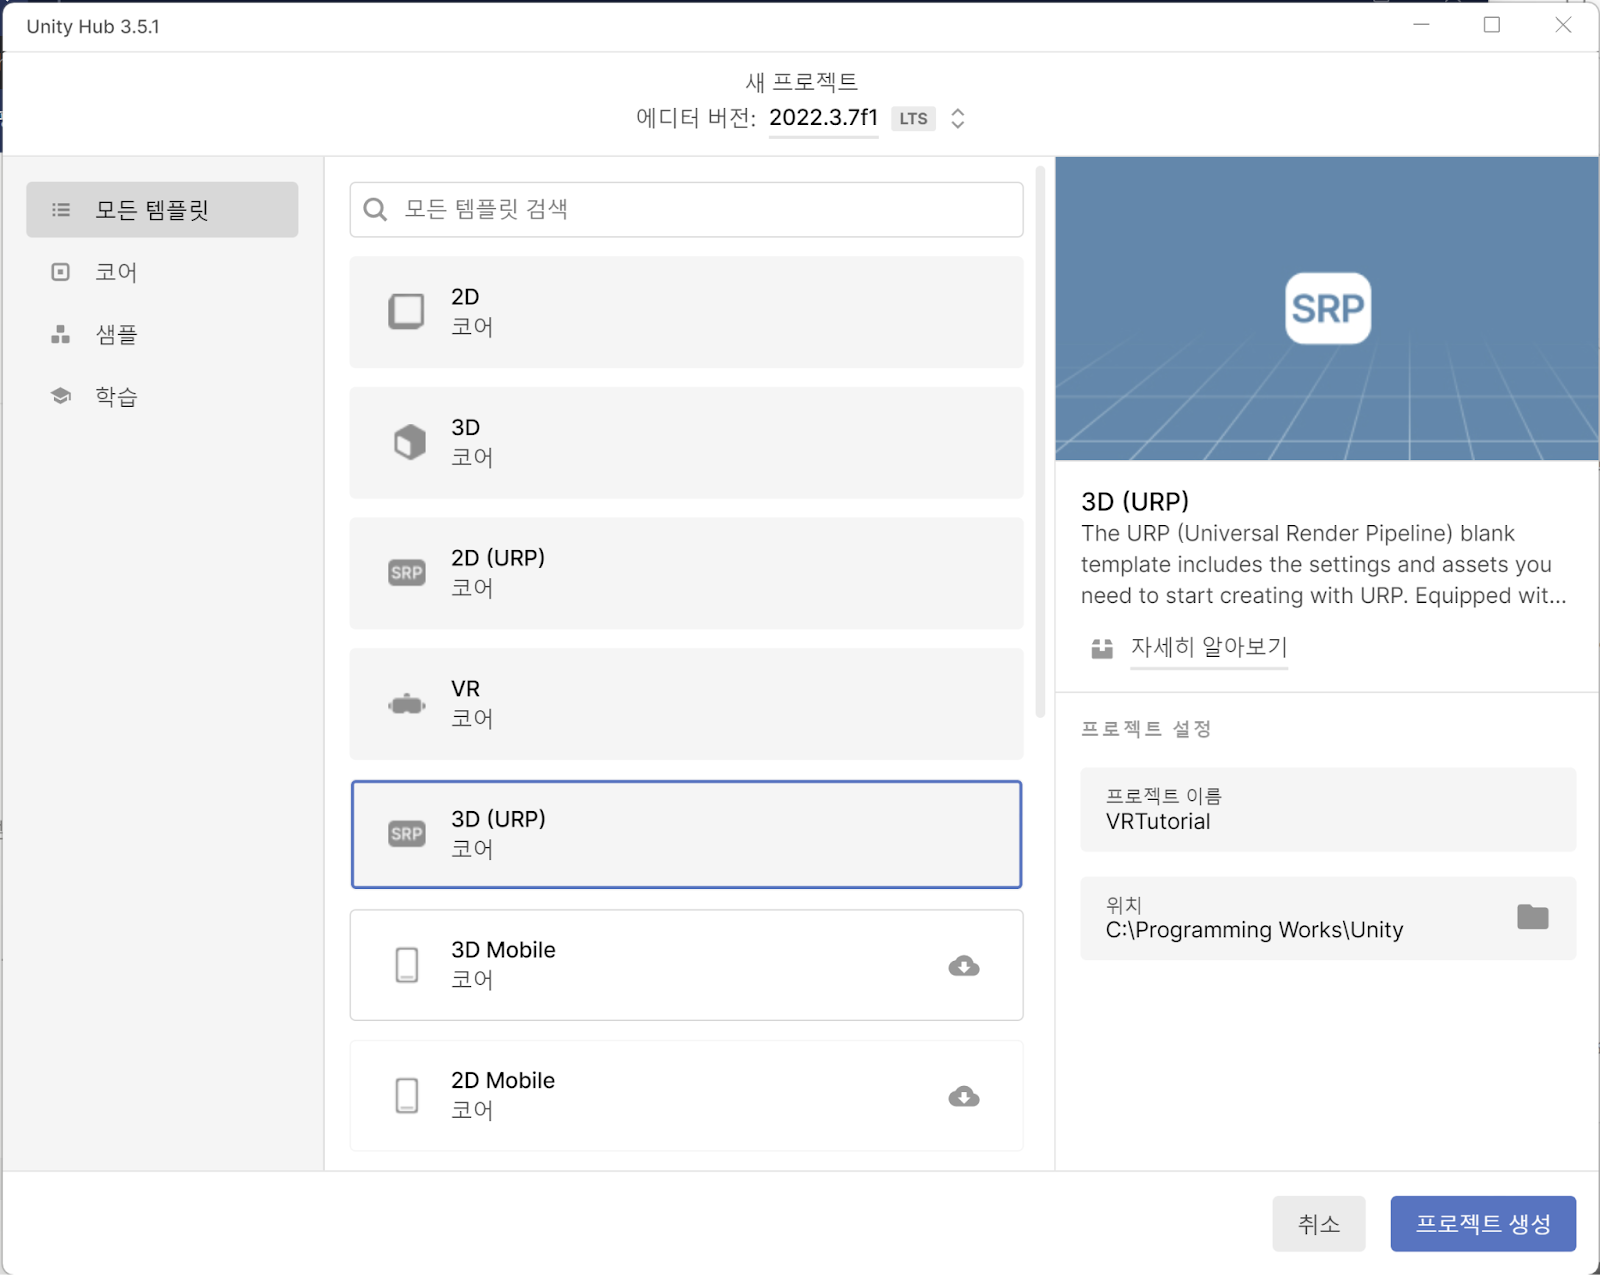 Unity Hub 3.5.1
새 프로젝트
에디터 버전: 2022.3.7f1 LTS
모든 템플릿
코어
샘플
학습
모든 템플릿 검색
2D
코어
3D
코어
SRP
2D (URP)
코어
VR
코어
SRP
3D (URP)
코어
3D Mobile
코어
2D Mobile
코어
SRP
3D (URP)
The URP (Universal Render Pipeline) blank
template includes the settings and assets you
need to start creating with URP. Equipped wit...
자세히 알아보기
프로젝트 설정
프로젝트 이름
VRTutorial
위치
C:\Programming Works\Unity
취소
프로젝트 생성